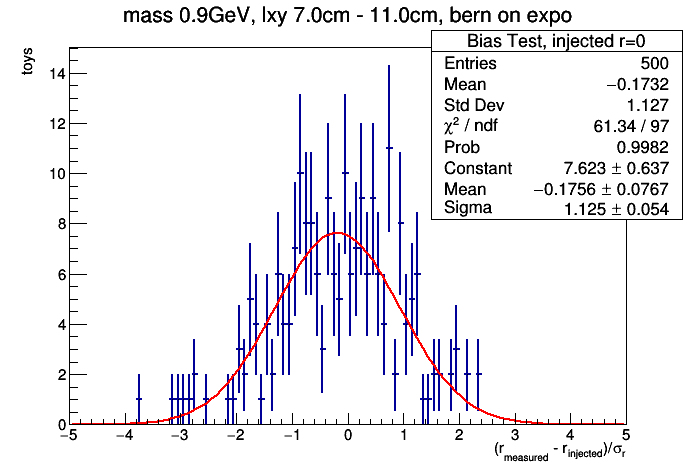 mass 0.9GeV, lxy 7.0cm - 11.0cm, bern on expo
Bias Test, injected r=0
Entries 500
Mean −0.1732
Std Dev 1.127
χ² / ndf 61.34 / 97
Prob 0.9982
Constant 7.623 ± 0.637
Mean −0.1756 ± 0.0767
Sigma 1.125 ± 0.054
toys
14
12
10
8
6
4
2
0
−5 −4 −3 −2 −1 0 1 2 3 4 5
(r_measured - r_injected)/σ_r